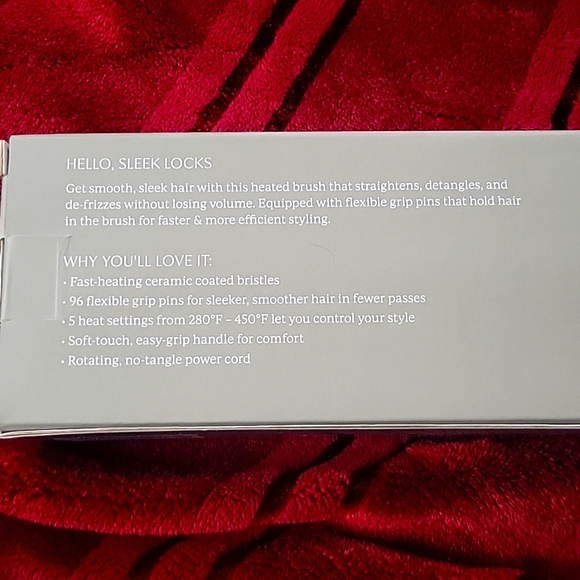 HELLO, SLEEK LOCKS
Get smooth, sleek hair with this heated brush that straightens, detangles, and
de-frizzes without losing volume. Equipped with flexible grip pins that hold hair
in the brush for faster & more efficient styling.
WHY YOU'LL LOVE IT:
• Fast-heating ceramic coated bristles
• 96 flexible grip pins for sleeker, smoother hair in fewer passes
• 5 heat settings from 280°F – 450°F let you control your style
• Soft-touch, easy-grip handle for comfort
• Rotating, no-tangle power cord